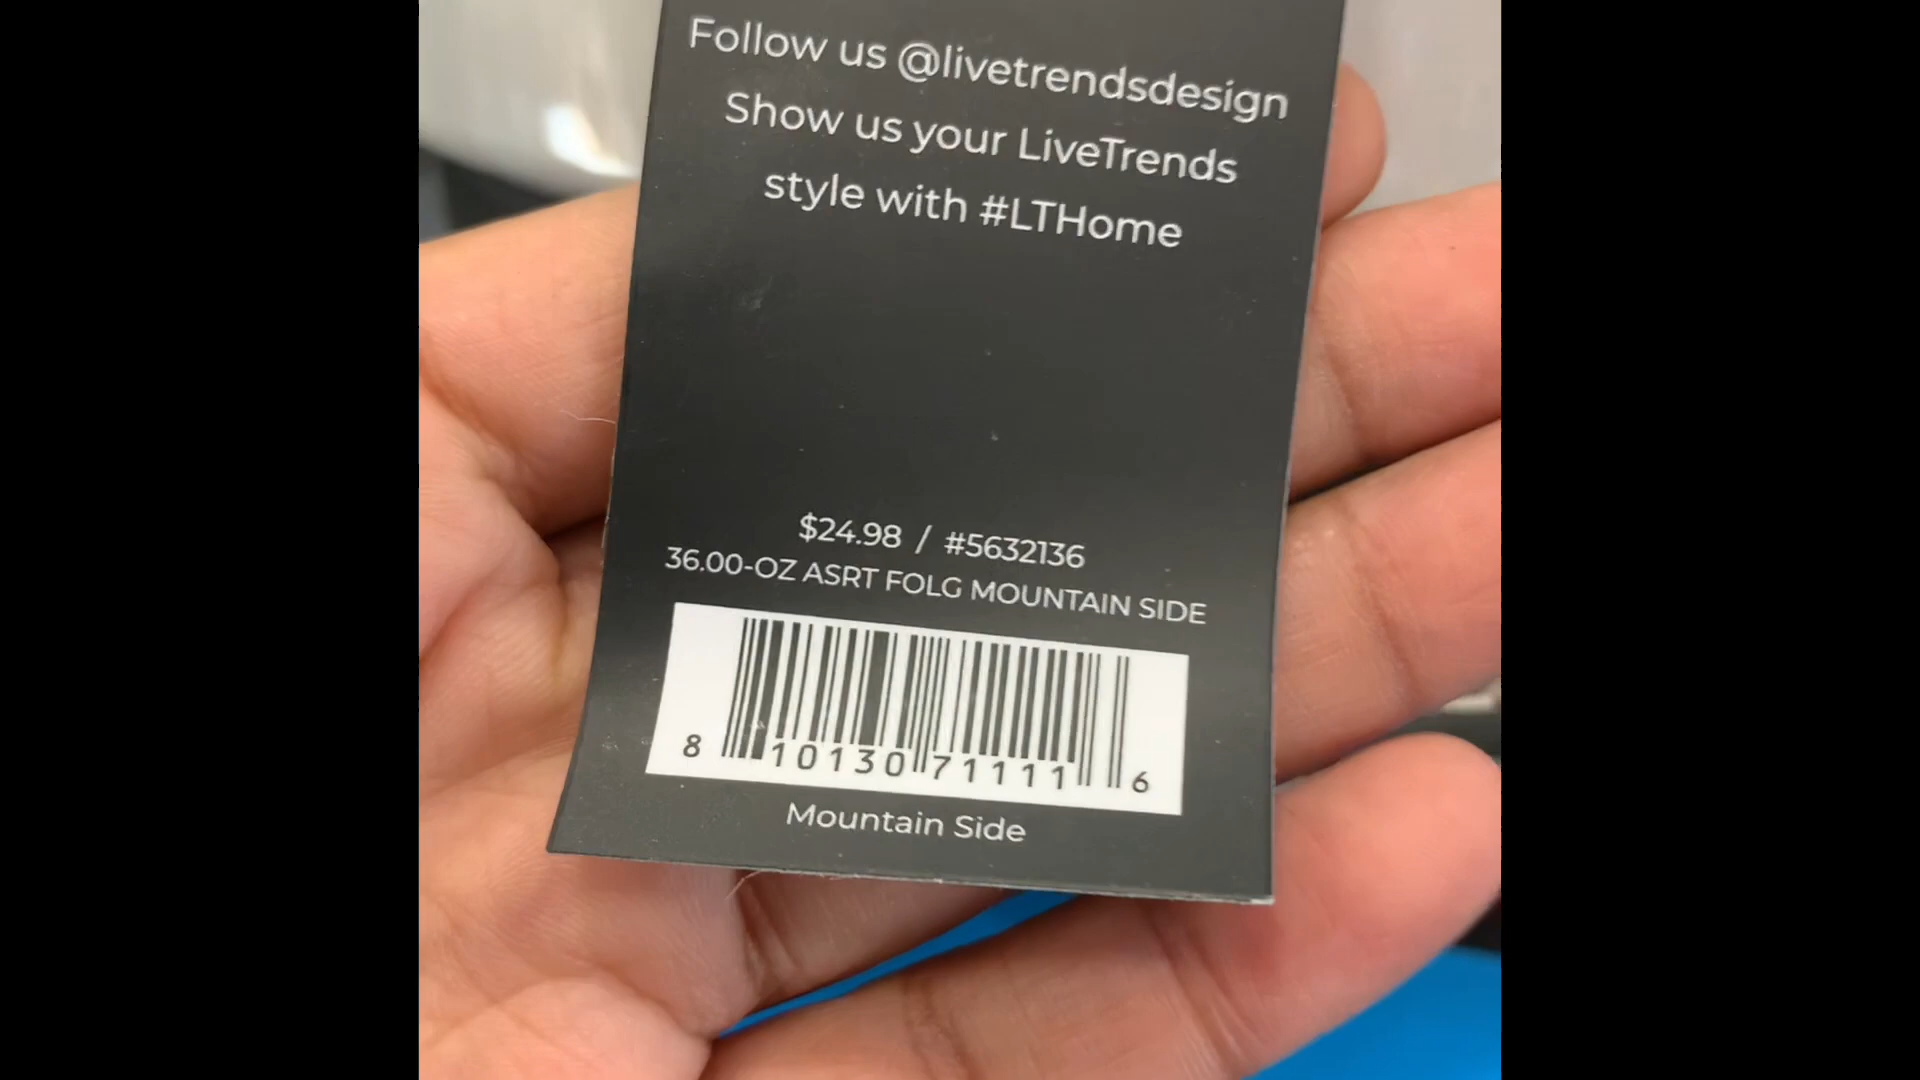 Follow us @livetrendsdesign
Show us your LiveTrends
style with #LTHome
$24.98 / #5632136
36.00-OZ ASRT FOLG MOUNTAIN SIDE
8 10130 71111 6
Mountain Side